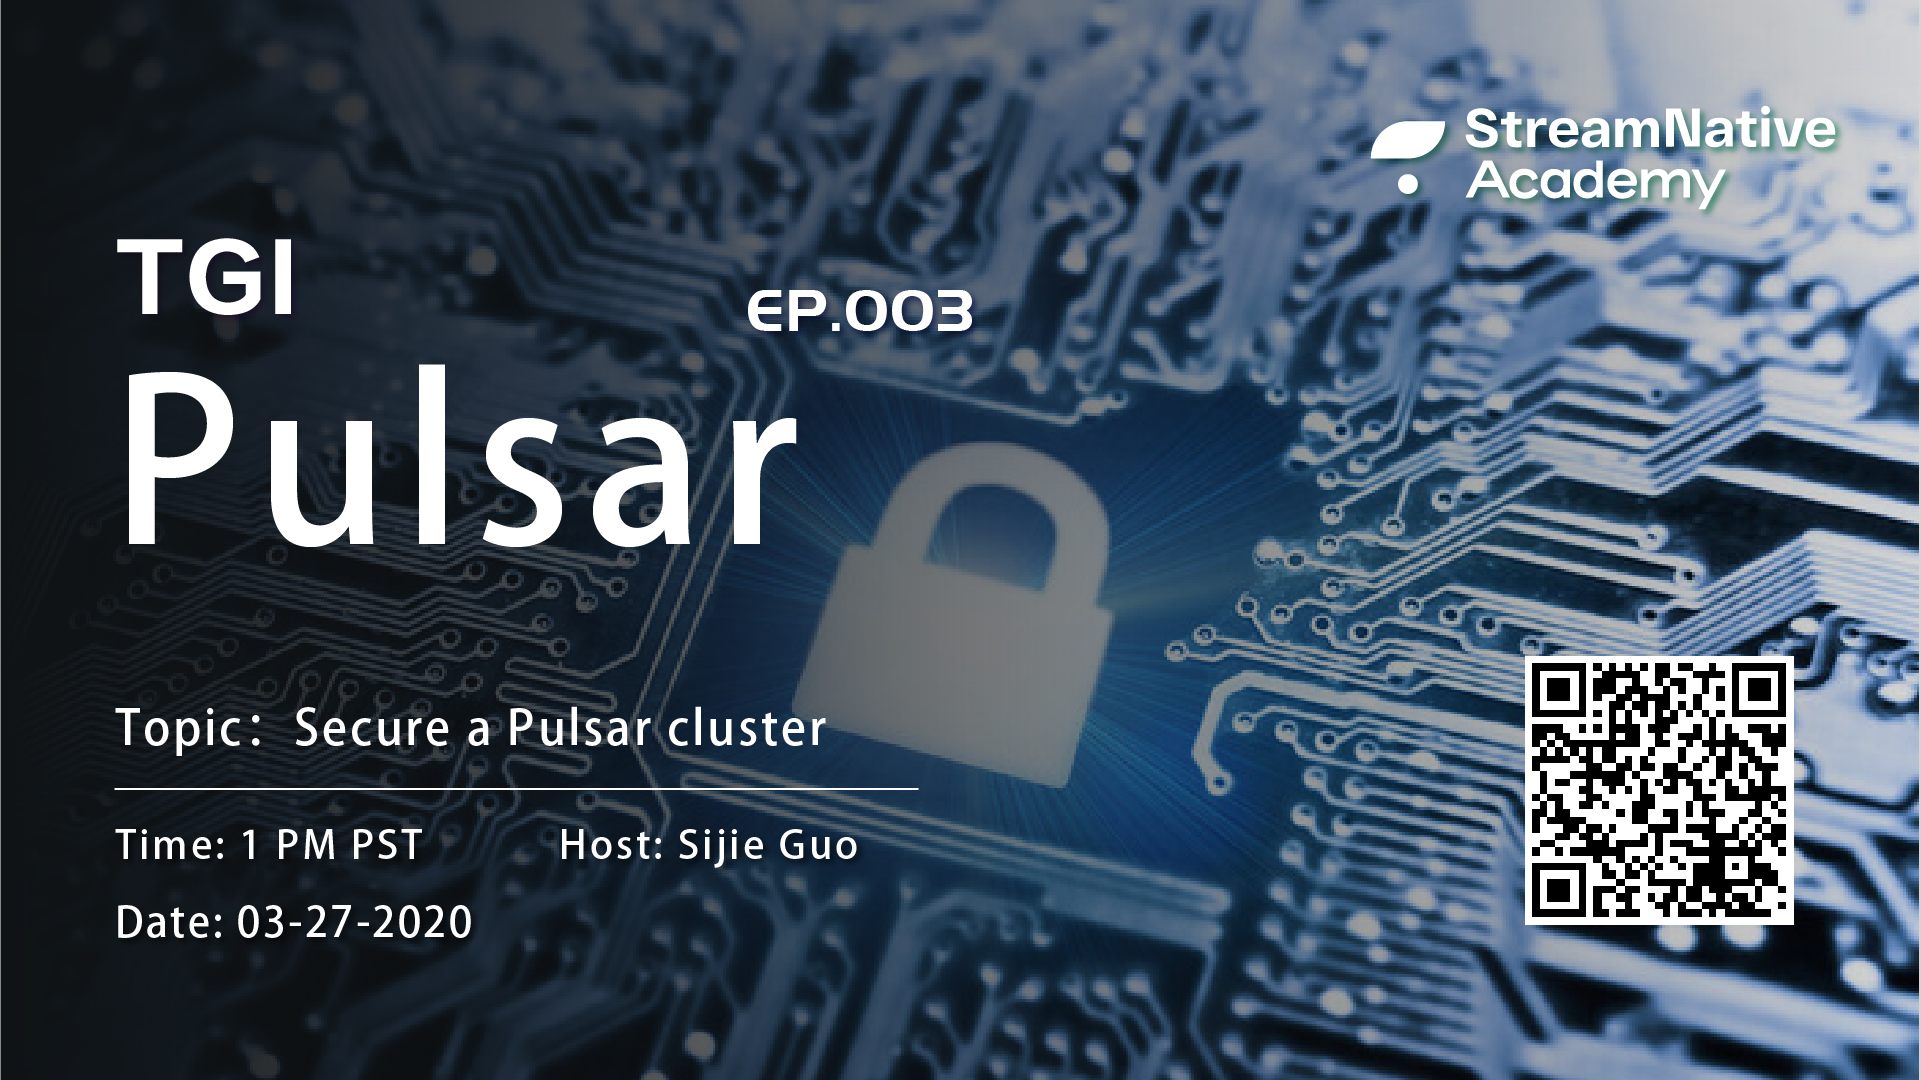 StreamNative
Academy
TGI
EP.003
Pulsar
Topic： Secure a Pulsar cluster
Time: 1 PM PST
Host: Sijie Guo
Date: 03-27-2020